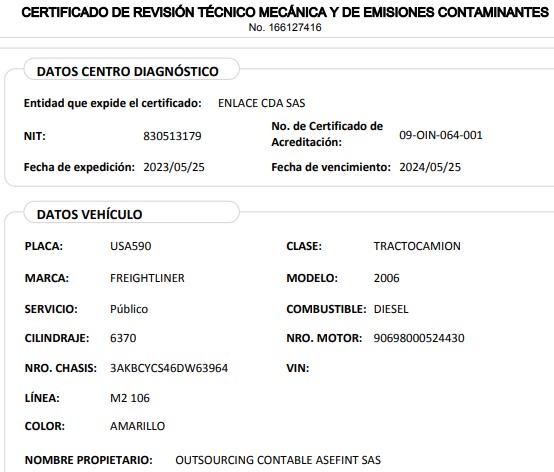 CERTIFICADO DE REVISIÓN TÉCNICO MECÁNICA Y DE EMISIONES CONTAMINANTES
No. 166127416
DATOS CENTRO DIAGNÓSTICO
Entidad que expide el certificado: ENLACE CDA SAS
NIT: 830513179 No. de Certificado de Acreditación: 09-OIN-064-001
Fecha de expedición: 2023/05/25 Fecha de vencimiento: 2024/05/25
DATOS VEHÍCULO
PLACA: USA590 CLASE: TRACTOCAMION
MARCA: FREIGHTLINER MODELO: 2006
SERVICIO: Público COMBUSTIBLE: DIESEL
CILINDRAJE: 6370 NRO. MOTOR: 90698000524430
NRO. CHASIS: 3AKBCYCS46DW63964 VIN:
LÍNEA: M2 106
COLOR: AMARILLO
NOMBRE PROPIETARIO: OUTSOURCING CONTABLE ASEFINT SAS